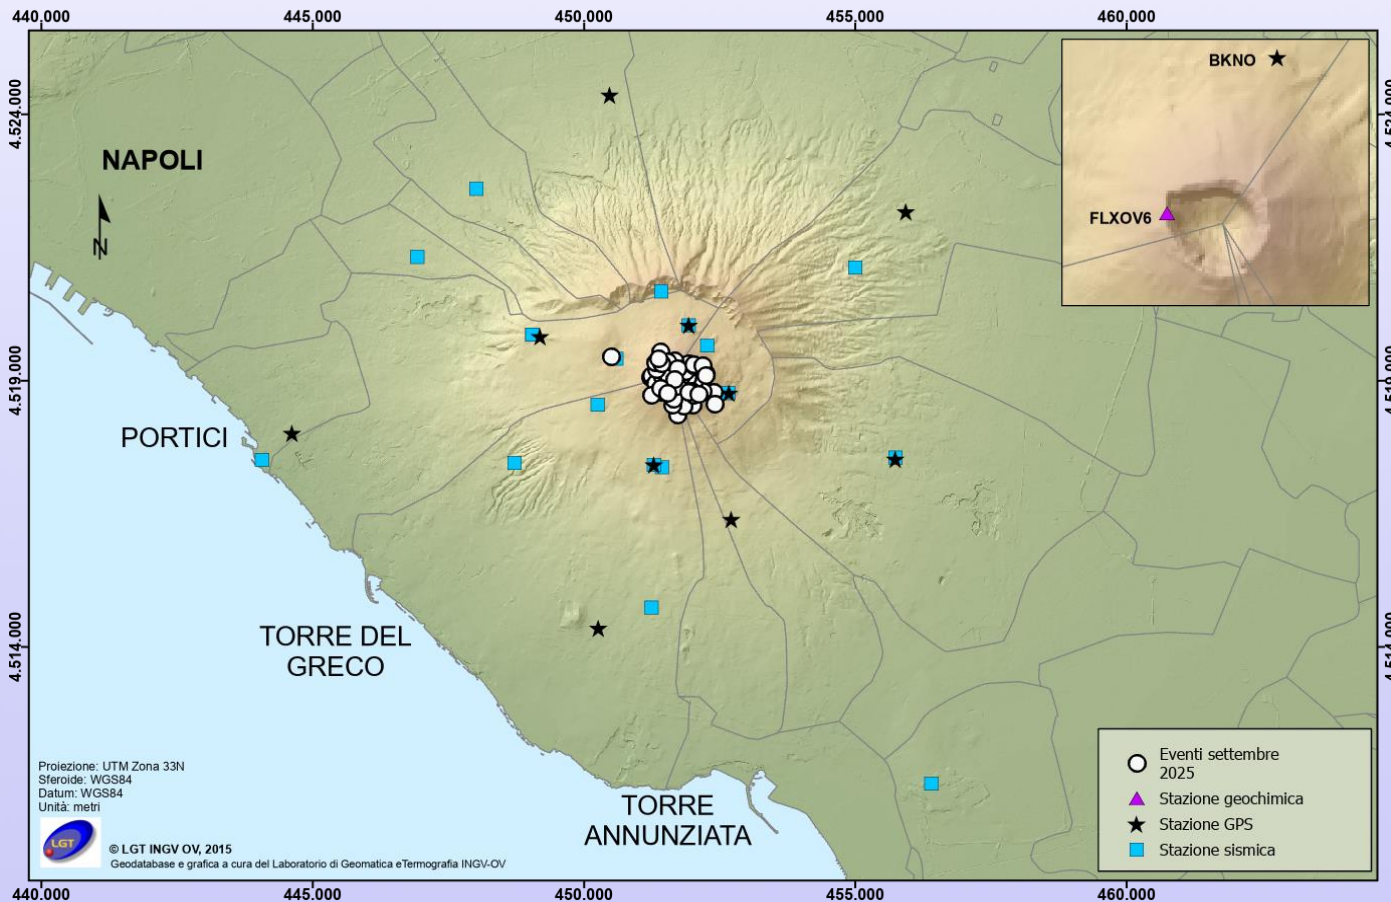 440.000 445.000 450.000 455.000 460.000
BKNO
4.524.000
NAPOLI
N
FLXOV6
4.519.000
PORTICI
4.514.000
TORRE DEL
GRECO
TORRE
ANNUNZIATA
Eventi settembre
2025
Stazione geochimica
Stazione GPS
Stazione sismica
Proiezione: UTM Zona 33N
Sferoide: WGS84
Datum: WGS84
Unità: metri
LGT
© LGT INGV OV, 2015
Geodatabase e grafica a cura del Laboratorio di Geomatica eTermografia INGV-OV
440.000 445.000 450.000 455.000 460.000